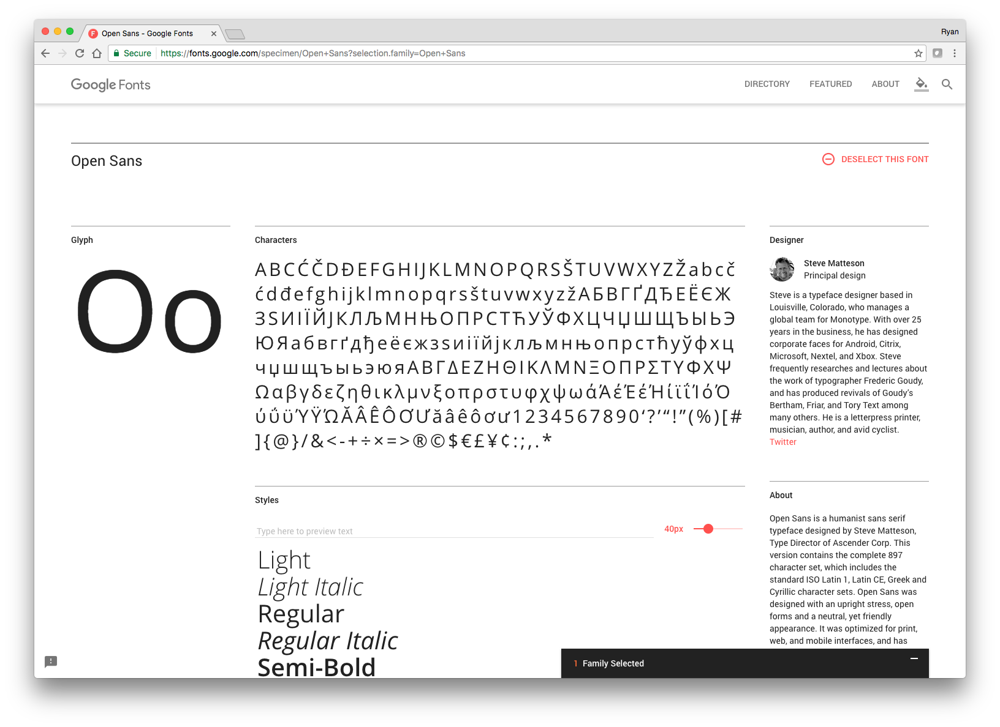 Open Sans - Google Fonts
Ryan
Secure
https://fonts.google.com/specimen/Open+Sans?selection.family=Open+Sans
Google Fonts
DIRECTORY
FEATURED
ABOUT
Open Sans
DESELECT THIS FONT
Glyph
Oo
Characters
ABCĆČDĐEFGHIJKLMNOPQRSŠTUVWXYZŽabcč
ćdđefghijklmnopqrsštuvwxyzžАБВГҐДЂЕЁЄЖ
ЗЅИІЇЙЈКЛЉМНЊОПРСТЋУЎФХЦЧЏШЩЪЫЬЭ
ЮЯабвгґдђеёєжзѕиіїйјклљмнњопрстћуўфхц
чџшщъыьэюяΑΒΓΔΕΖΗΘΙΚΛΜΝΞΟΠΡΣΤΥΦΧΨ
ΩαβγδεζηθικλμνξοπρστυφχψωάΆέΈέΉίϊΐΊόΌ
ύΰϋΎΫΏĂÂÊÔƠƯăâêôơư1234567890‘?’“!”(%)[#
]{@}/&<-+÷×=>®©$€£¥¢:;,.*
Styles
Type here to preview text
40px
Light
Light Italic
Regular
Regular Italic
Semi-Bold
Designer
Steve Matteson
Principal design
Steve is a typeface designer based in
Louisville, Colorado, who manages a
global team for Monotype. With over 25
years in the business, he has designed
corporate faces for Android, Citrix,
Microsoft, Nextel, and Xbox. Steve
frequently researches and lectures about
the work of typographer Frederic Goudy,
and has produced revivals of Goudy’s
Bertham, Friar, and Tory Text among
many others. He is a letterpress printer,
musician, author, and avid cyclist.
Twitter
About
Open Sans is a humanist sans serif
typeface designed by Steve Matteson,
Type Director of Ascender Corp. This
version contains the complete 897
character set, which includes the
standard ISO Latin 1, Latin CE, Greek and
Cyrillic character sets. Open Sans was
designed with an upright stress, open
forms and a neutral, yet friendly
appearance. It was optimized for print,
web, and mobile interfaces, and has
1 Family Selected